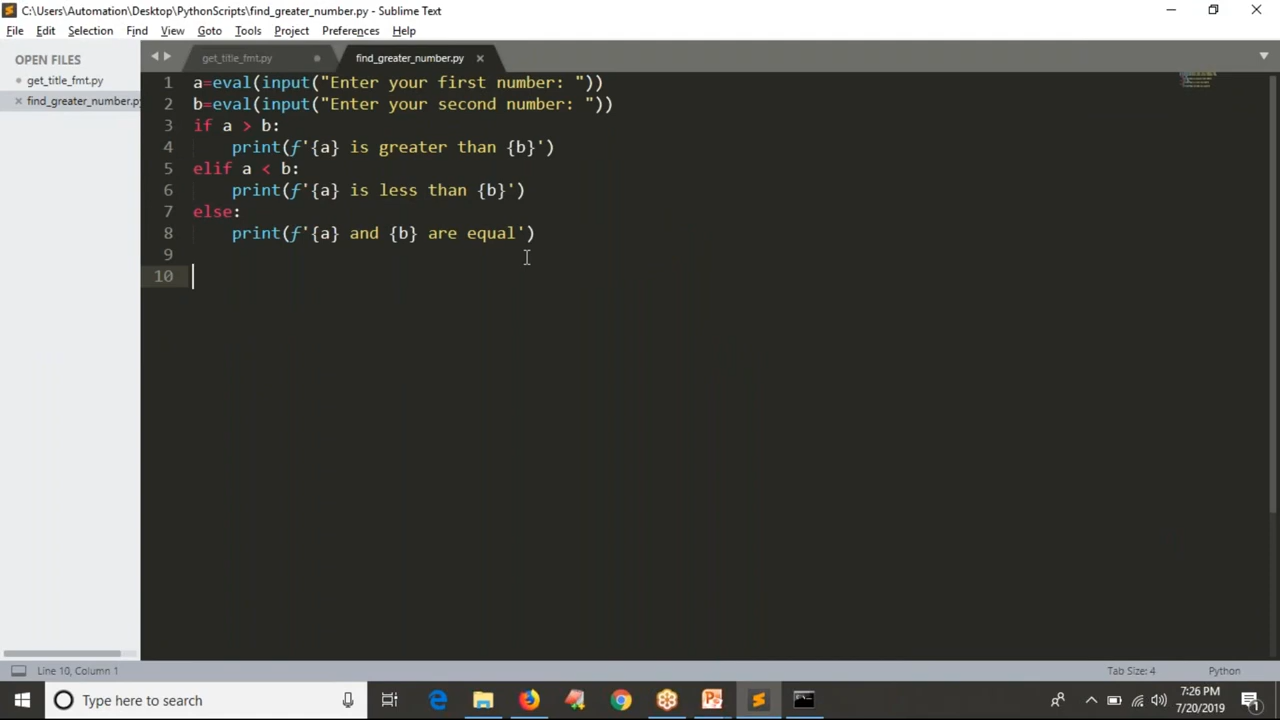 C:\Users\Automation\Desktop\PythonScripts\find_greater_number.py - Sublime Text
File Edit Selection Find View Goto Tools Project Preferences Help
OPEN FILES
get_title_fmt.py
find_greater_number.py
get_title_fmt.py
find_greater_number.py
1 a=eval(input("Enter your first number: "))
2 b=eval(input("Enter your second number: "))
3 if a > b:
4 print(f'{a} is greater than {b}')
5 elif a < b:
6 print(f'{a} is less than {b}')
7 else:
8 print(f'{a} and {b} are equal')
9
10
Line 10, Column 1
Tab Size: 4
Python
Type here to search
7:26 PM
7/20/2019
1